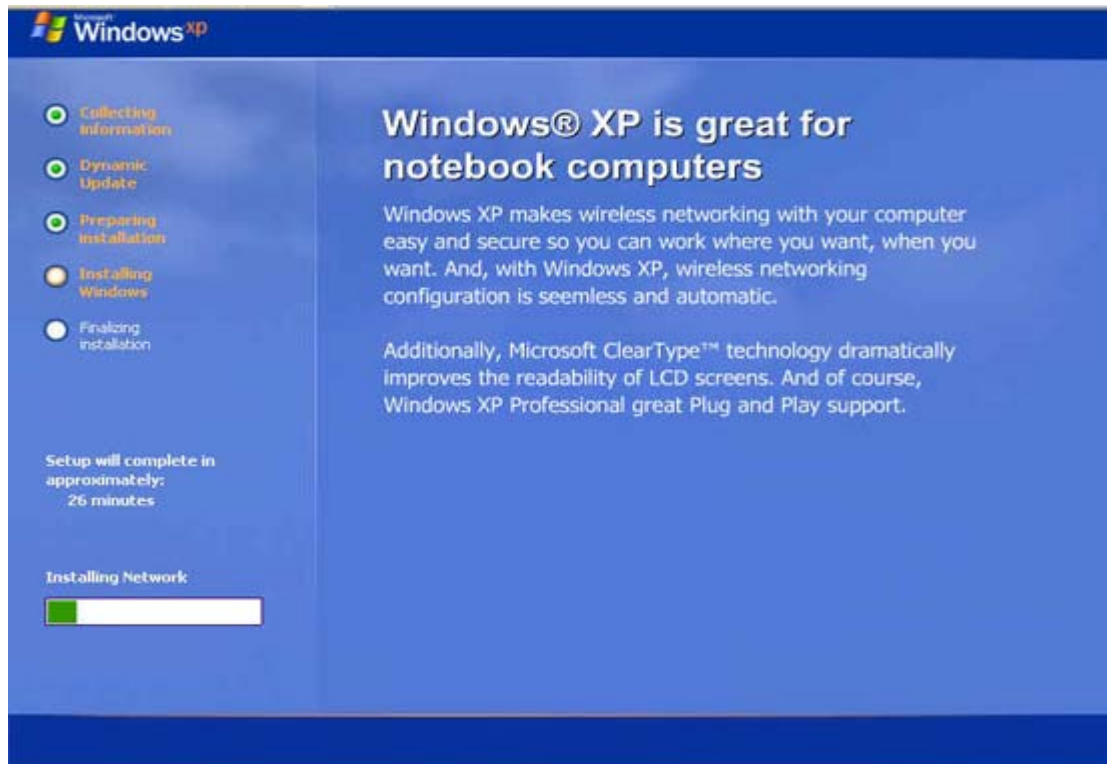 Microsoft
Windows xp
Collecting
information
Dynamic
Update
Preparing
installation
Installing
Windows
Finalizing
installation
Setup will complete in
approximately:
26 minutes
Installing Network
Windows® XP is great for
notebook computers
Windows XP makes wireless networking with your computer
easy and secure so you can work where you want, when you
want. And, with Windows XP, wireless networking
configuration is seemless and automatic.
Additionally, Microsoft ClearType™ technology dramatically
improves the readability of LCD screens. And of course,
Windows XP Professional great Plug and Play support.